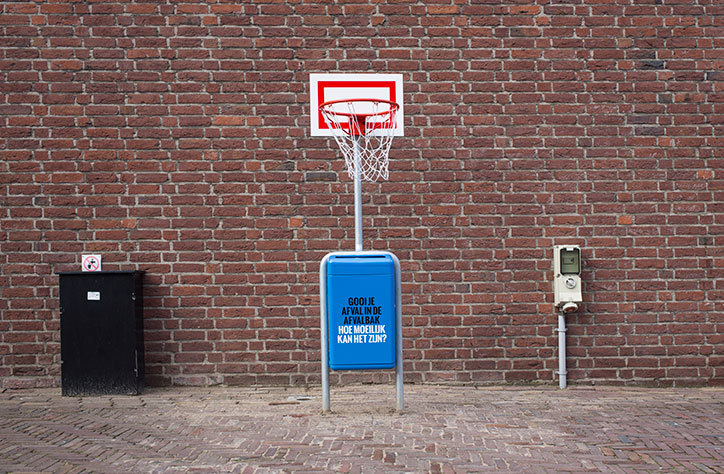 GOOI JE
AFVAL IN DE
AFVALBAK
HOE MOEILIJK
KAN HET ZIJN?